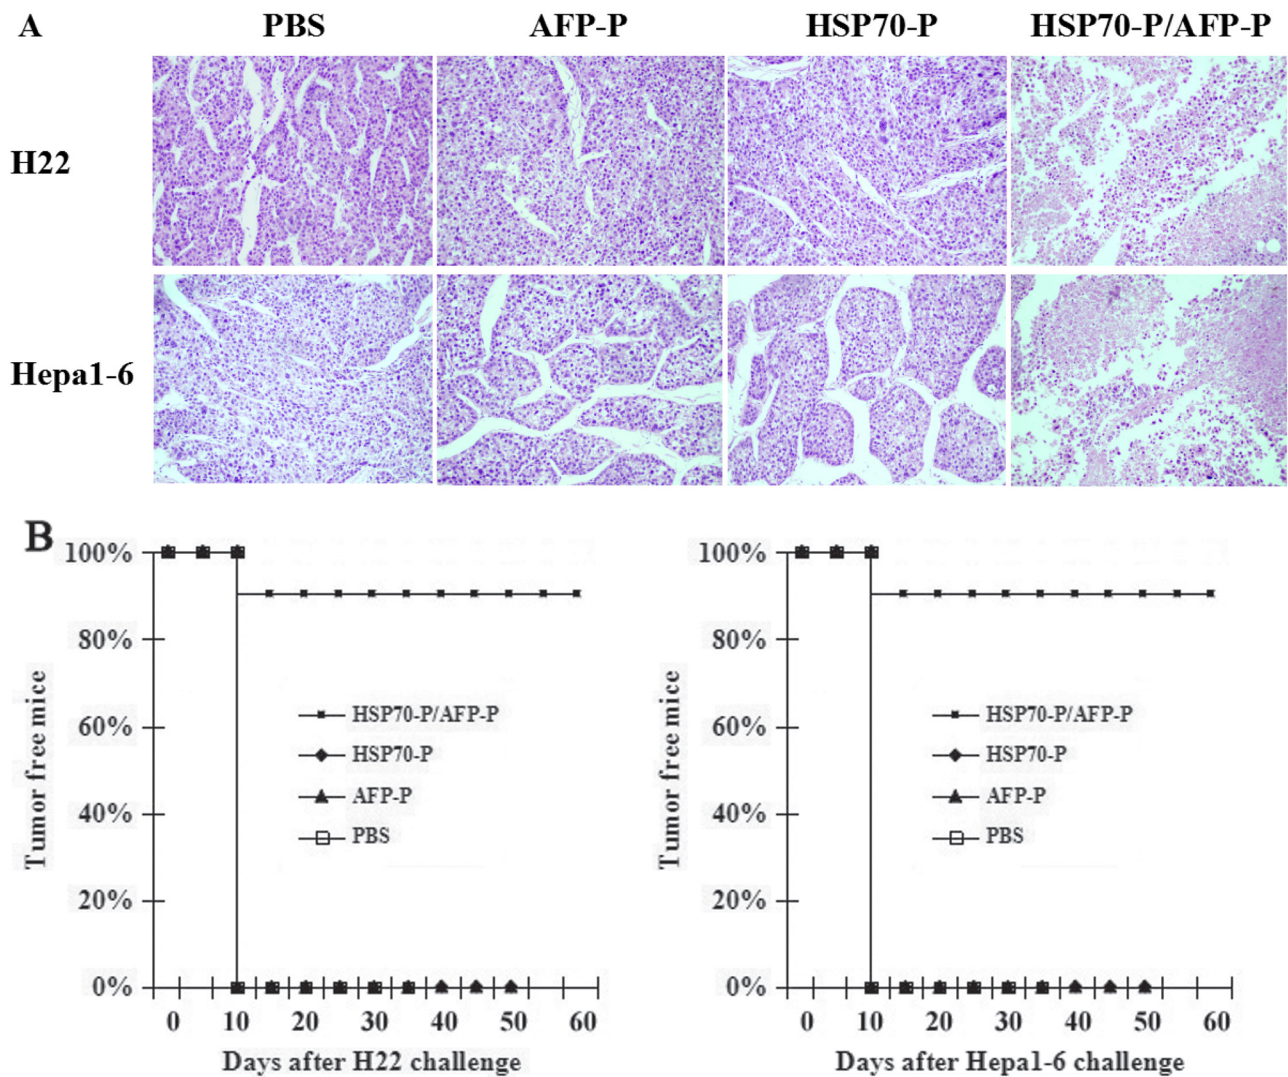 A PBS AFP-P HSP70-P HSP70-P/AFP-P
H22
Hepa1-6
B
100%
80%
60%
40%
20%
0%
Tumor free mice
HSP70-P/AFP-P
HSP70-P
AFP-P
PBS
0 10 20 30 40 50 60
Days after H22 challenge
100%
80%
60%
40%
20%
0%
Tumor free mice
HSP70-P/AFP-P
HSP70-P
AFP-P
PBS
0 10 20 30 40 50 60
Days after Hepa1-6 challenge